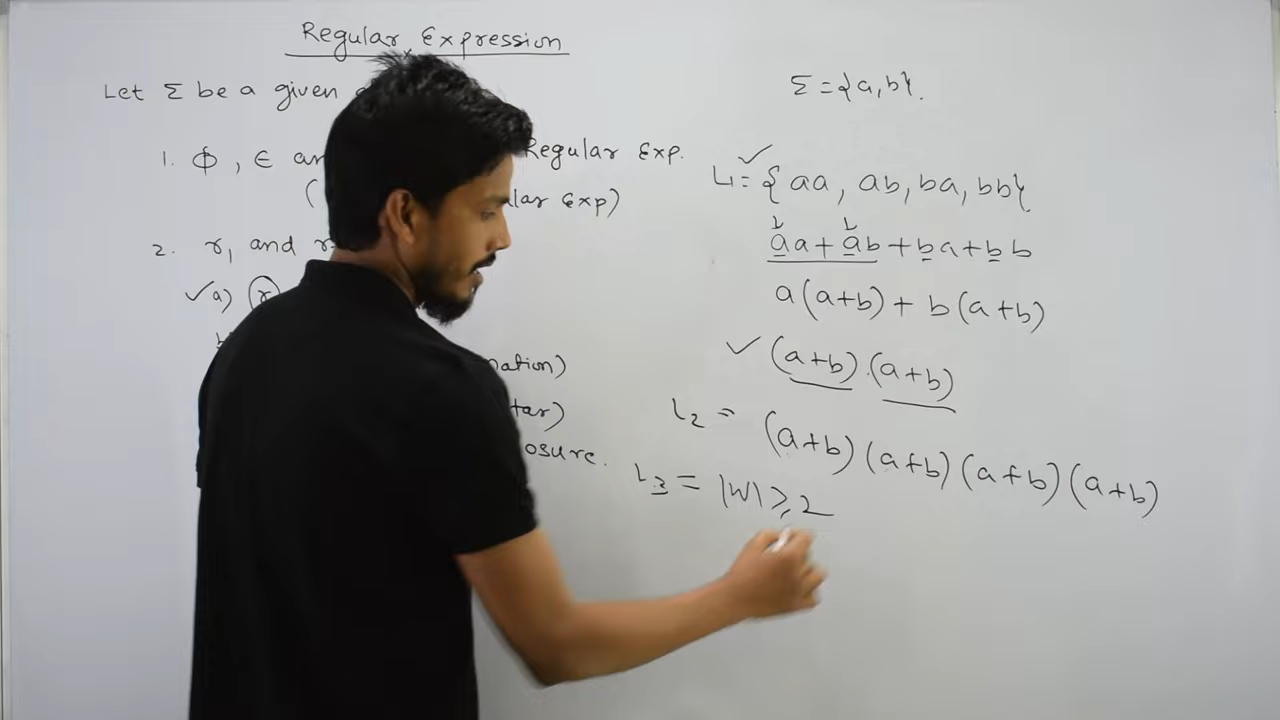 Regular Expression
Let Σ be a given
1. Φ, ϵ an Regular Exp.
( ular Exp)
2. r₁ and r
✓a) (r
nation)
tar)
osure.
Σ = {a, b}.
✓
L₁= {aa, ab, ba, bb}
aa + ab + ba + bb
a(a+b) + b(a+b)
✓ (a+b).(a+b)
L₂ = (a+b)(a+b)(a+b)(a+b)
L₃ = |W| ≥ 2